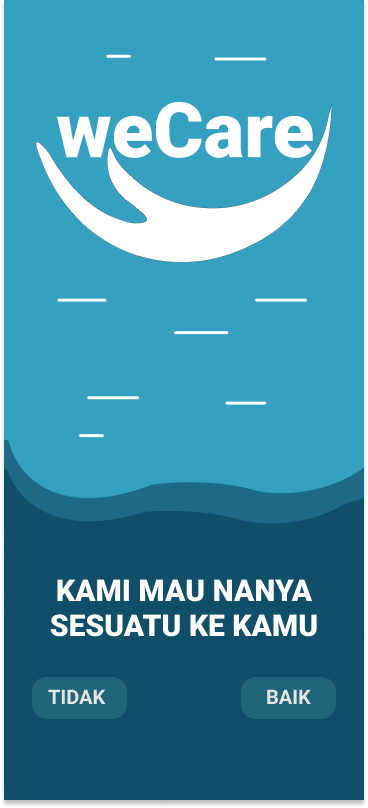 weCare
KAMI MAU NANYA
SESUATU KE KAMU
TIDAK
BAIK